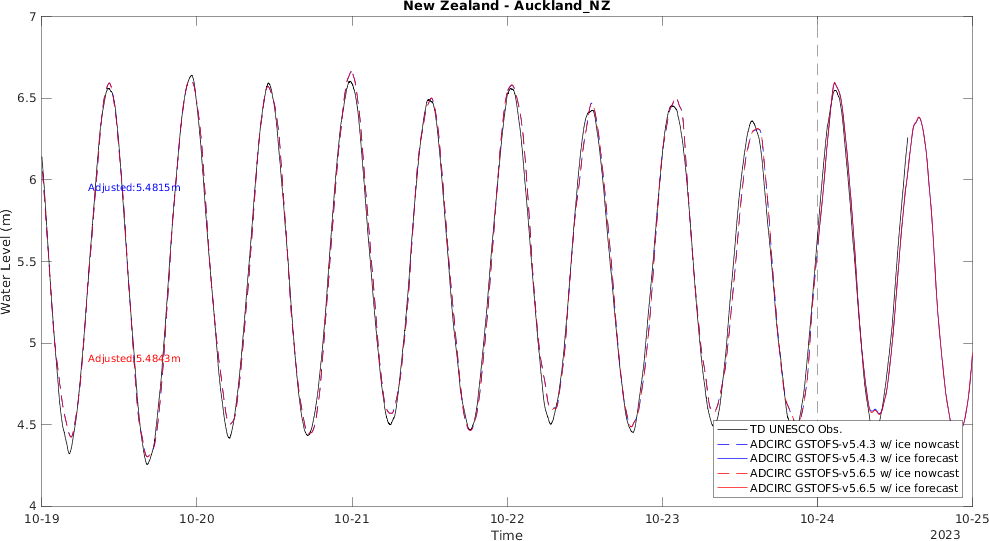 New Zealand - Auckland_NZ
7
6.5
6
5.5
5
4.5
4
Water Level (m)
Adjusted:5.4815m
Adjusted:5.4843m
TD UNESCO Obs.
ADCIRC GSTOFS-v5.4.3 w/ ice nowcast
ADCIRC GSTOFS-v5.4.3 w/ ice forecast
ADCIRC GSTOFS-v5.6.5 w/ ice nowcast
ADCIRC GSTOFS-v5.6.5 w/ ice forecast
10-19
10-20
10-21
10-22
10-23
10-24
10-25
Time
2023